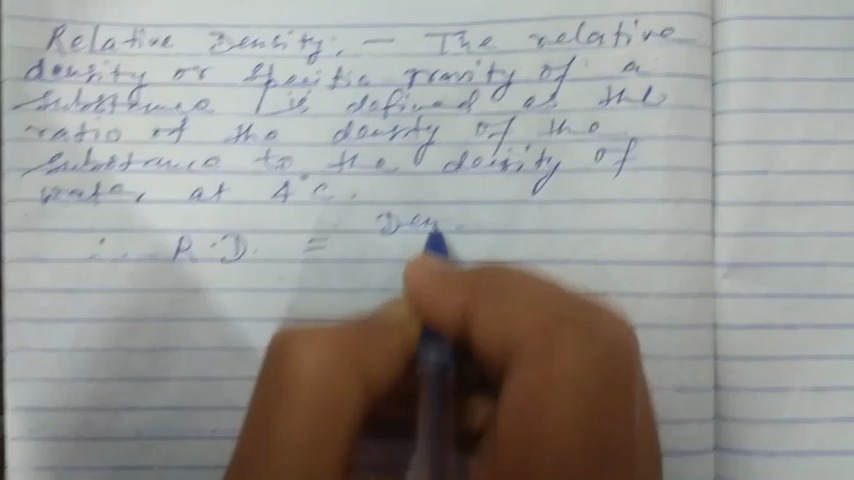 Relative Density. - The relative
density or specific gravity of a
substance is defined as the
ratio of the density of the
substance to the density of
water at 4°C.
∴ R.D. = Den